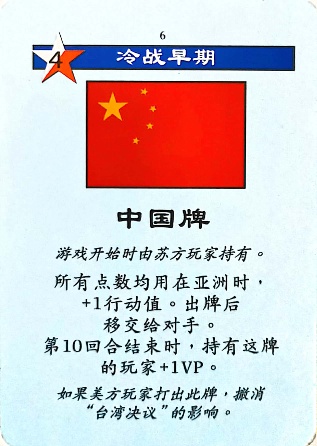 6
4
冷战早期
中国牌
游戏开始时由苏方玩家持有。
所有点数均用在亚洲时，
+1行动值。出牌后
移交给对手。
第10回合结束时，持有这牌
的玩家+1VP。
如果美方玩家打出此牌，撤消
“台湾决议”的影响。